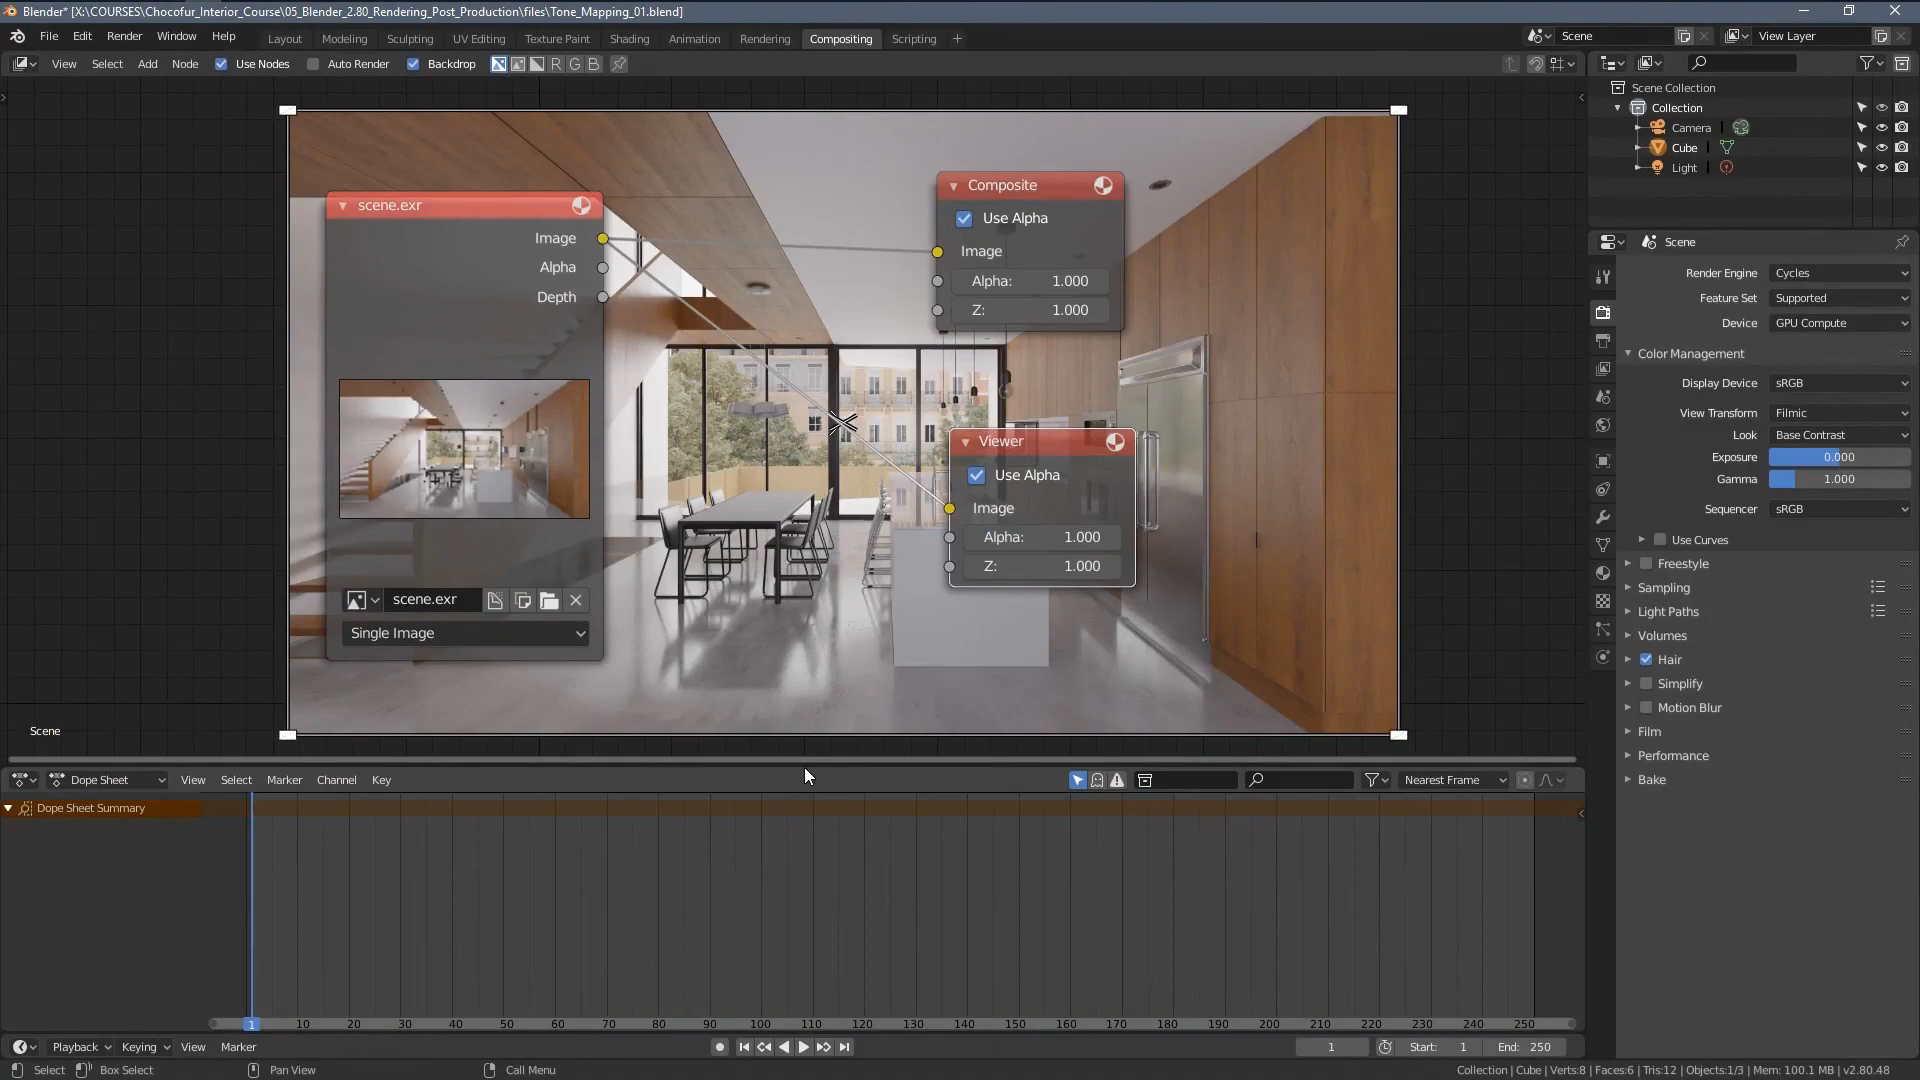 Blender* [X:\COURSES\Chocofur_Interior_Course\05_Blender_2.80_Rendering_Post_Production\files\Tone_Mapping_01.blend]
File Edit Render Window Help
Layout Modeling Sculpting UV Editing Texture Paint Shading Animation Rendering Compositing Scripting +
Scene
View Layer
View Select Add Node Use Nodes Auto Render Backdrop R G B
Scene Collection
Collection
Camera
Cube
Light
scene.exr
Image
Alpha
Depth
scene.exr
Single Image
Composite
Use Alpha
Image
Alpha: 1.000
Z: 1.000
Viewer
Use Alpha
Image
Alpha: 1.000
Z: 1.000
Scene
Scene
Render Engine Cycles
Feature Set Supported
Device GPU Compute
Color Management
Display Device sRGB
View Transform Filmic
Look Base Contrast
Exposure 0.000
Gamma 1.000
Sequencer sRGB
Use Curves
Freestyle
Sampling
Light Paths
Volumes
Hair
Simplify
Motion Blur
Film
Performance
Bake
Dope Sheet View Select Marker Channel Key
Nearest Frame
Dope Sheet Summary
1 10 20 30 40 50 60 70 80 90 100 110 120 130 140 150 160 170 180 190 200 210 220 230 240 250
Playback Keying View Marker
1 Start: 1 End: 250
Select Box Select Pan View Call Menu
Collection | Cube | Verts:8 | Faces:6 | Tris:12 | Objects:1/3 | Mem: 100.1 MB | v2.80.48